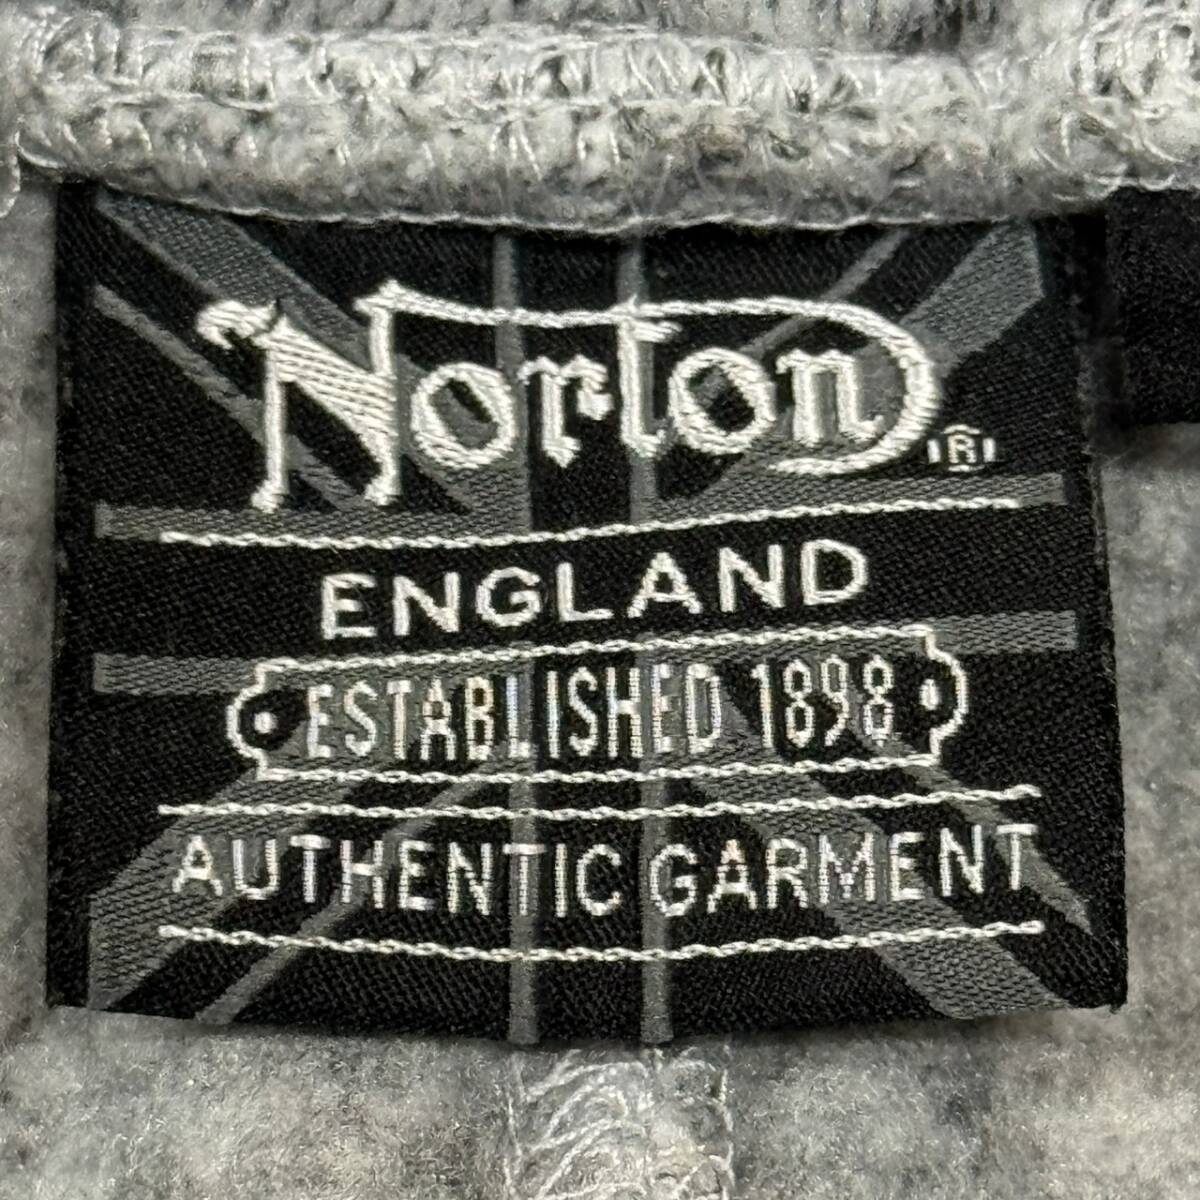 Norton®
ENGLAND
ESTABLISHED 1898
AUTHENTIC GARMENT